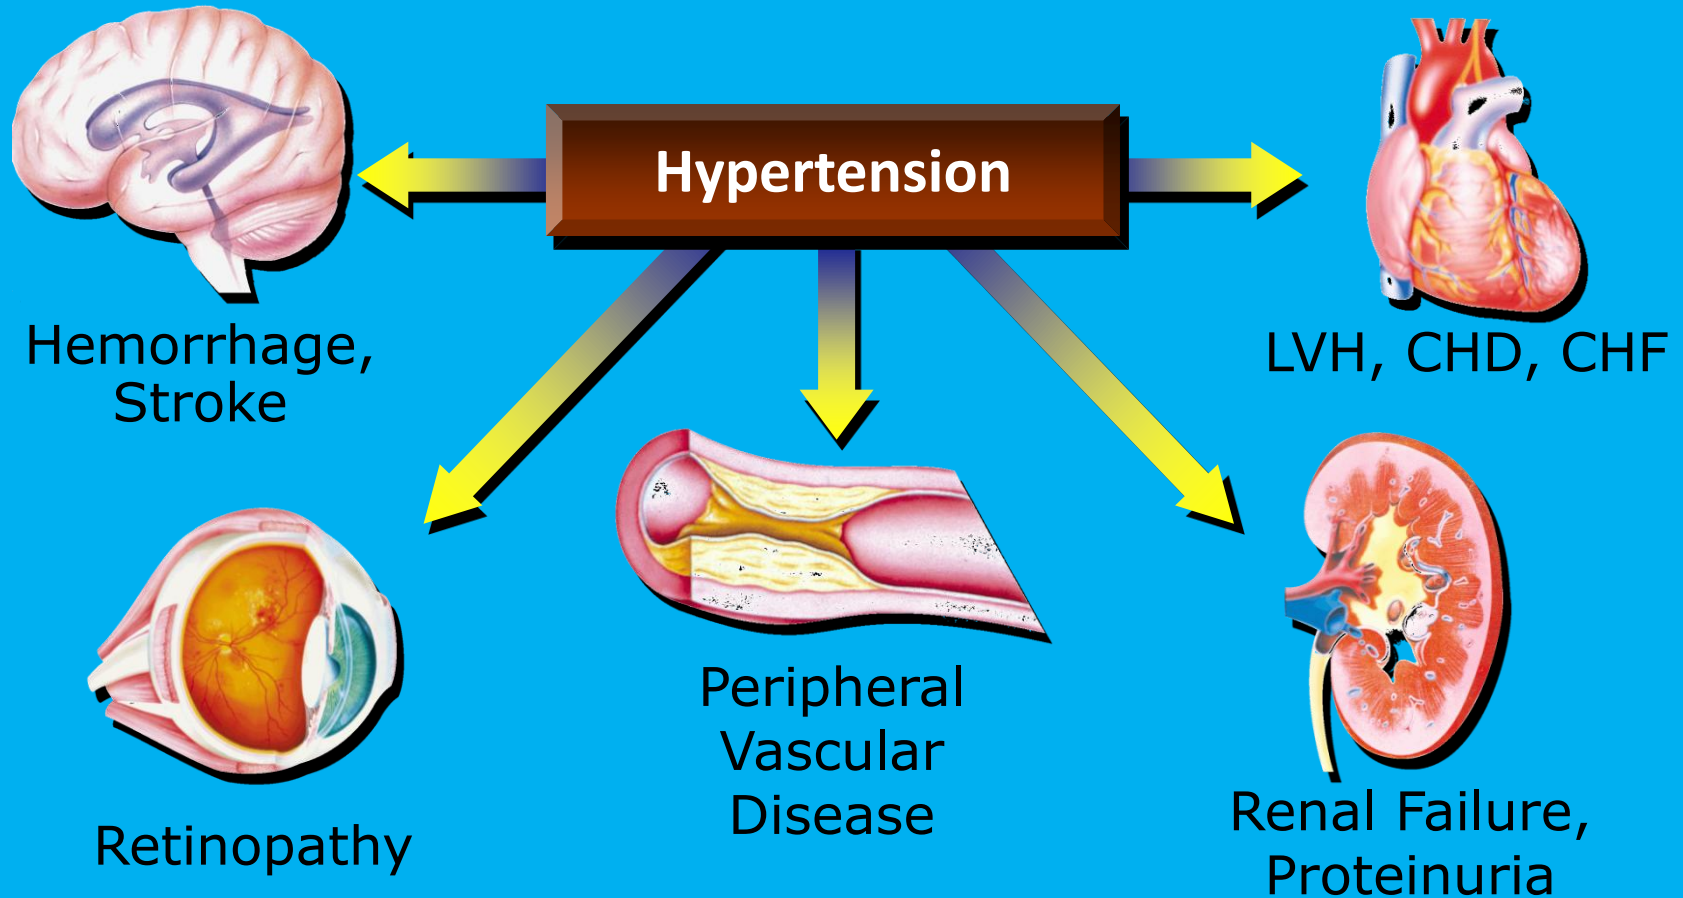 Hypertension
Hemorrhage,
Stroke
LVH, CHD, CHF
Retinopathy
Peripheral
Vascular
Disease
Renal Failure,
Proteinuria